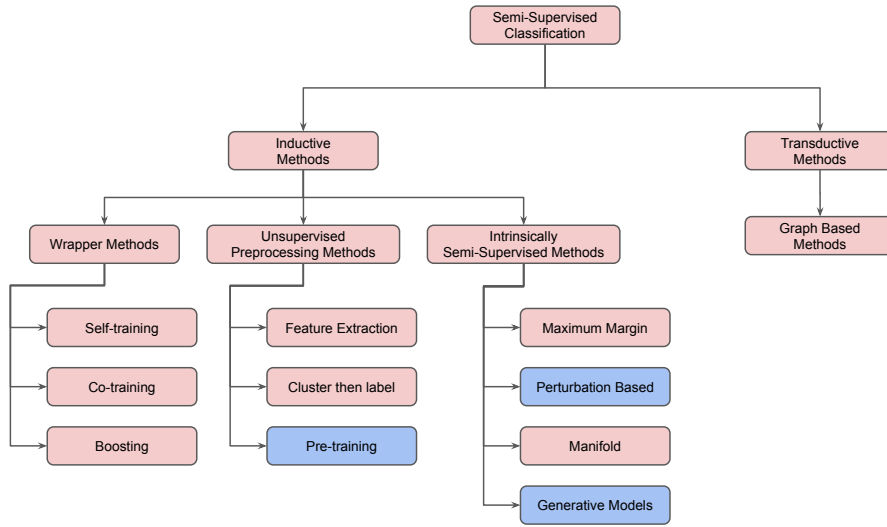 Semi-Supervised
Classification
Inductive
Methods
Transductive
Methods
Wrapper Methods
Unsupervised
Preprocessing Methods
Intrinsically
Semi-Supervised Methods
Graph Based
Methods
Self-training
Feature Extraction
Maximum Margin
Co-training
Cluster then label
Perturbation Based
Boosting
Pre-training
Manifold
Generative Models